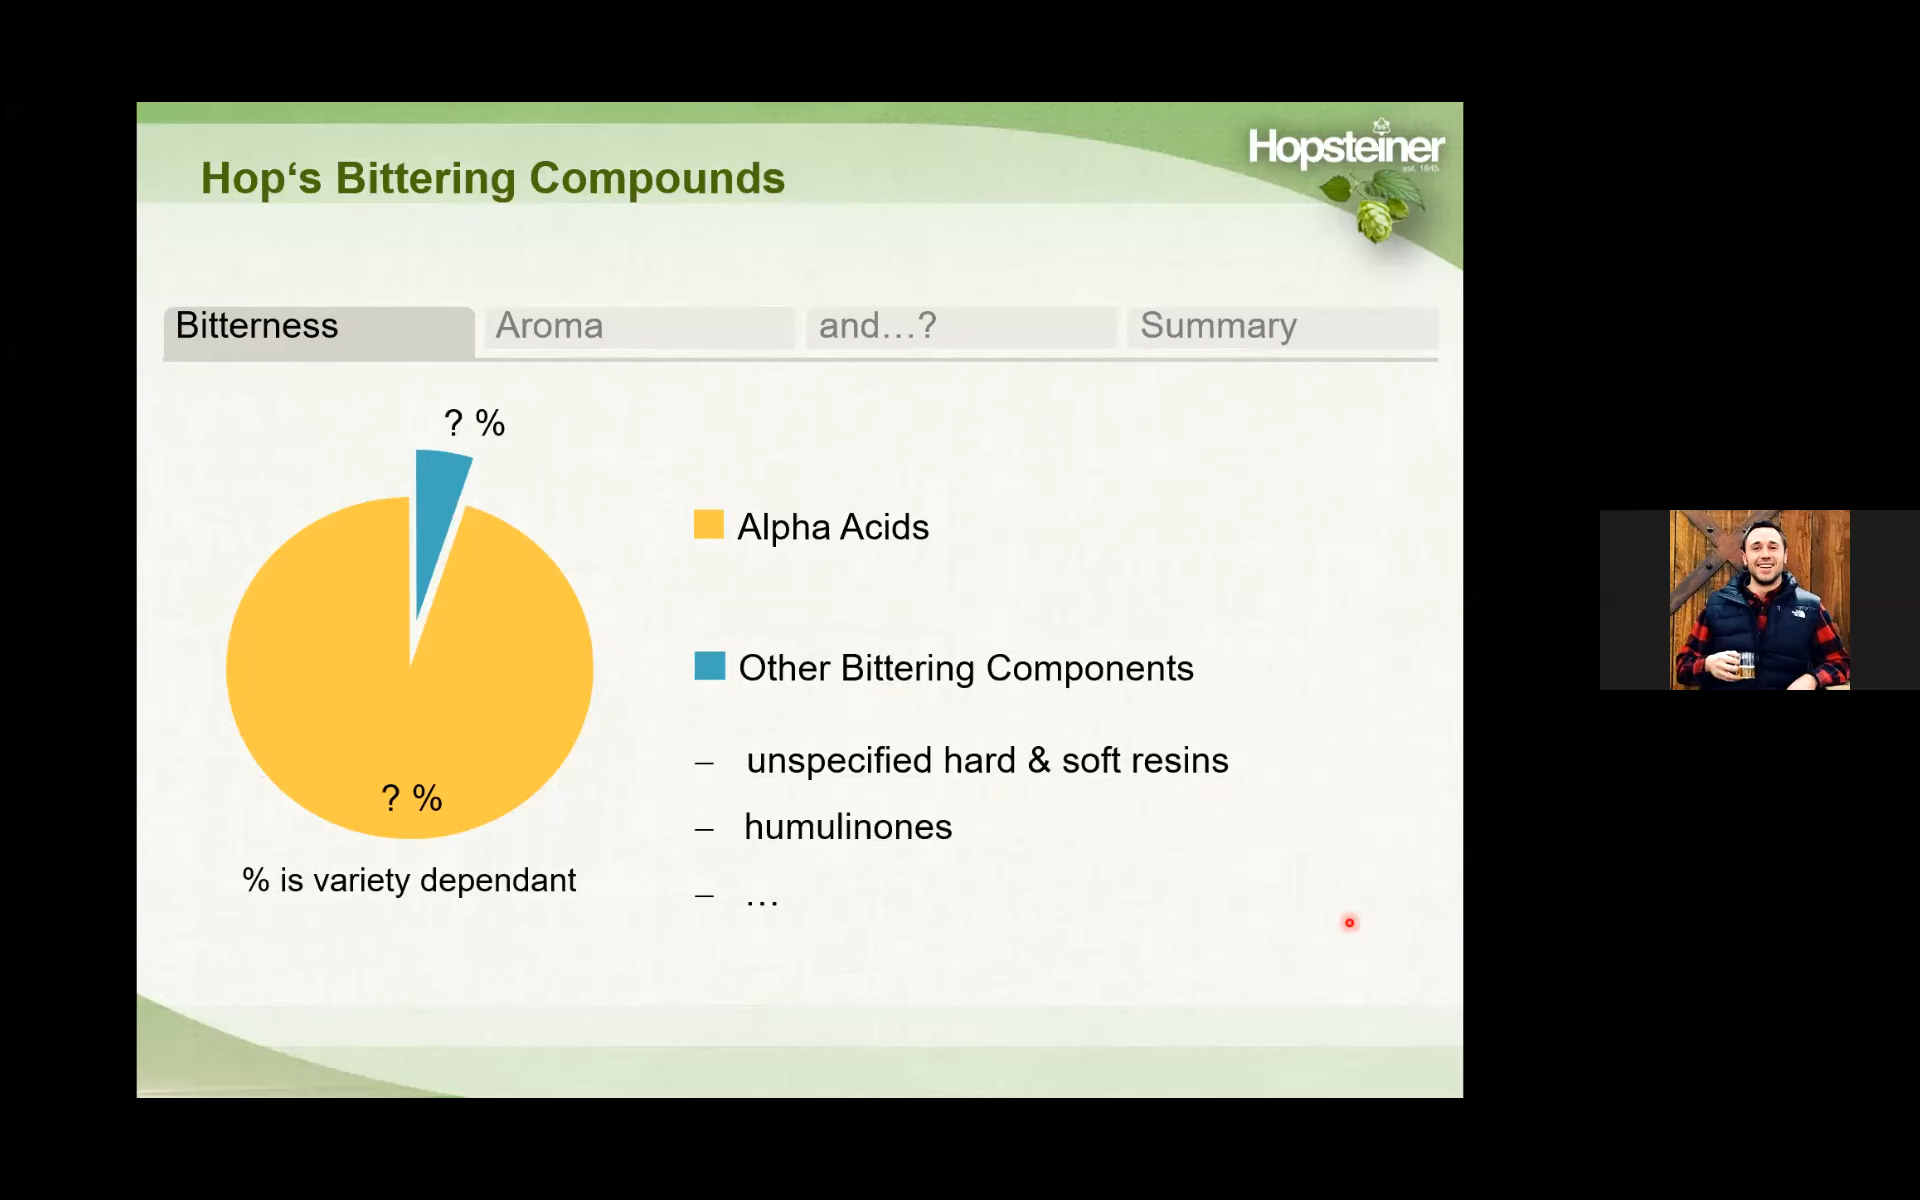 Hop‘s Bittering Compounds
Hopsteiner
est. 1845
Bitterness
Aroma
and...?
Summary
? %
Alpha Acids
Other Bittering Components
– unspecified hard & soft resins
? %
– humulinones
% is variety dependant
– ...